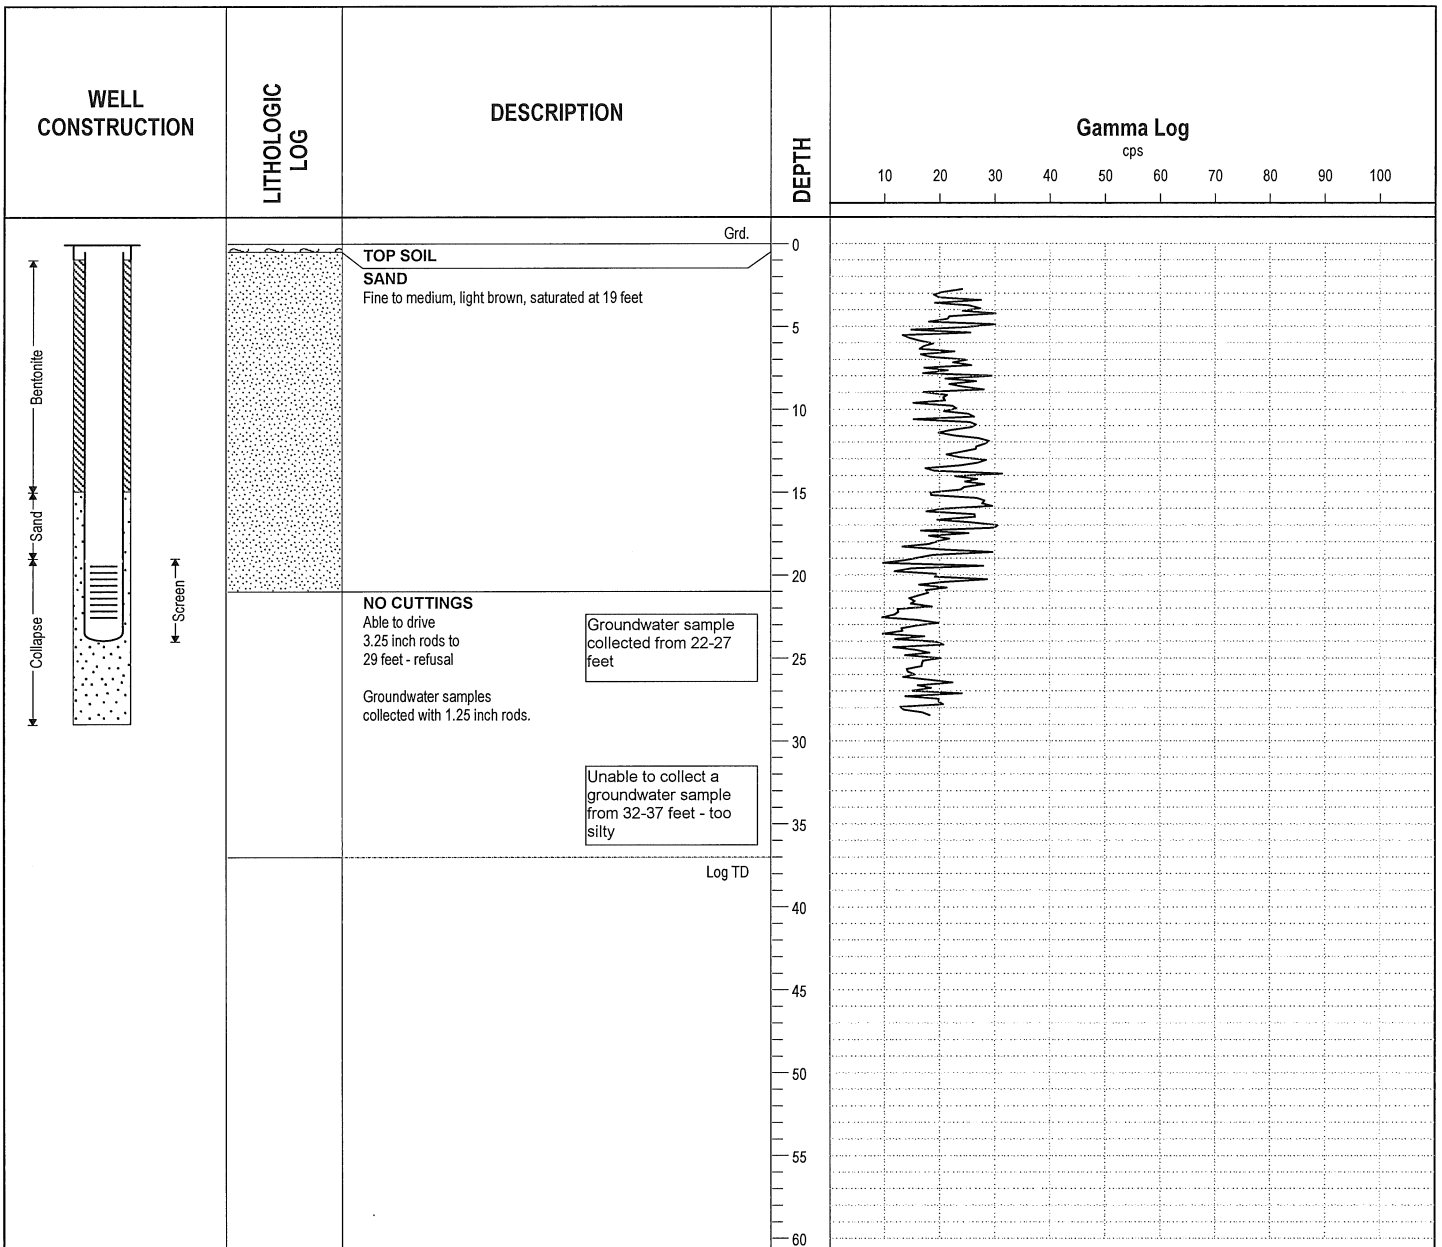 WELL
CONSTRUCTION
LITHOLOGIC
LOG
DESCRIPTION
DEPTH
Gamma Log
cps
10 20 30 40 50 60 70 80 90 100
Grd.
0
TOP SOIL
SAND
Fine to medium, light brown, saturated at 19 feet
5
Bentonite
10
15
Sand
20
Screen
Collapse
NO CUTTINGS
Able to drive
3.25 inch rods to
29 feet - refusal
Groundwater samples
collected with 1.25 inch rods.
Groundwater sample
collected from 22-27
feet
25
30
Unable to collect a
groundwater sample
from 32-37 feet - too
silty
35
Log TD
40
45
50
55
60